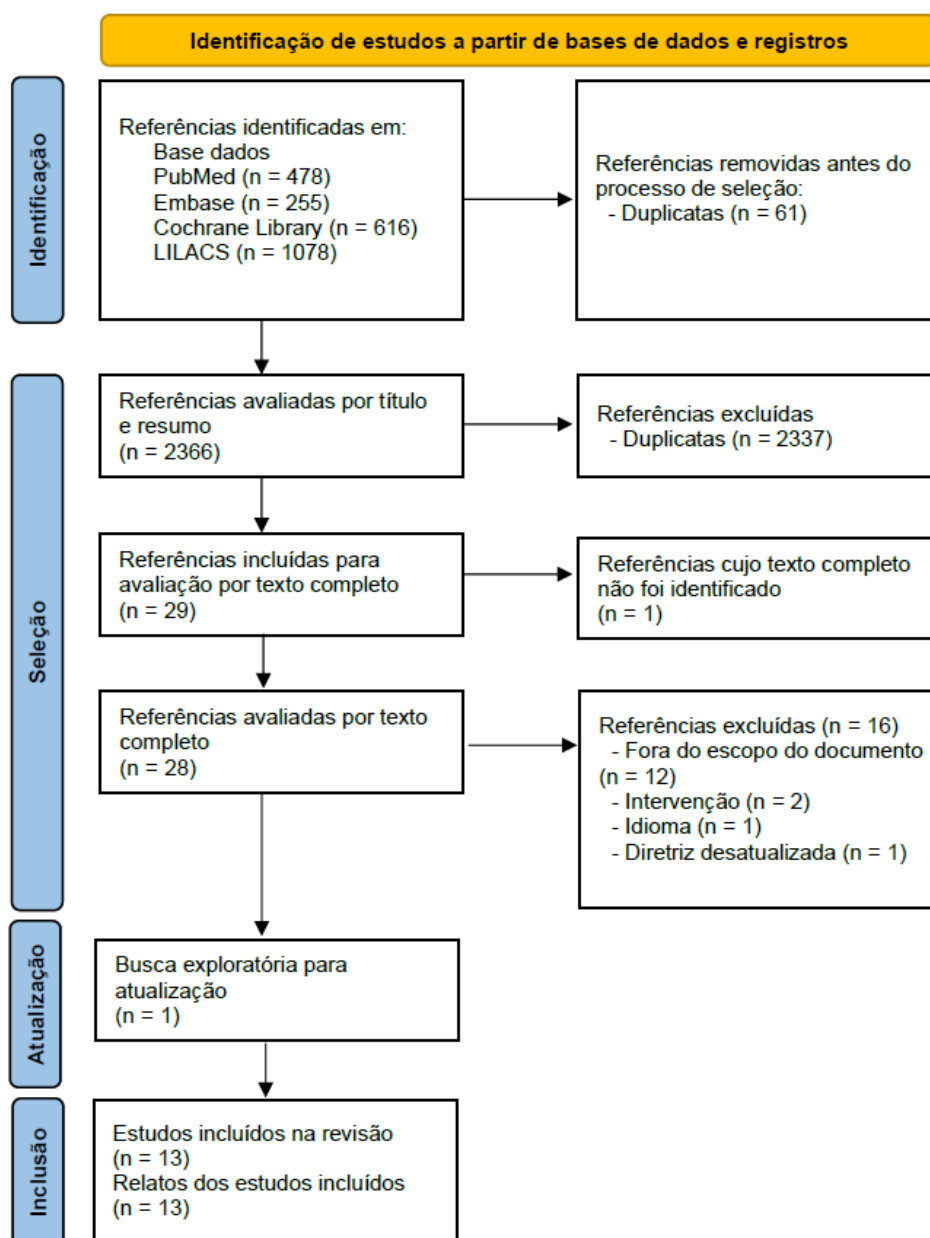 Identificação de estudos a partir de bases de dados e registros
Identificação
Referências identificadas em:
Base dados
PubMed (n = 478)
Embase (n = 255)
Cochrane Library (n = 616)
LILACS (n = 1078)
Referências removidas antes do
processo de seleção:
- Duplicatas (n = 61)
Seleção
Referências avaliadas por título
e resumo
(n = 2366)
Referências excluídas
- Duplicatas (n = 2337)
Referências incluídas para
avaliação por texto completo
(n = 29)
Referências cujo texto completo
não foi identificado
(n = 1)
Referências avaliadas por texto
completo
(n = 28)
Referências excluídas (n = 16)
- Fora do escopo do documento
(n = 12)
- Intervenção (n = 2)
- Idioma (n = 1)
- Diretriz desatualizada (n = 1)
Atualização
Busca exploratória para
atualização
(n = 1)
Inclusão
Estudos incluídos na revisão
(n = 13)
Relatos dos estudos incluídos
(n = 13)